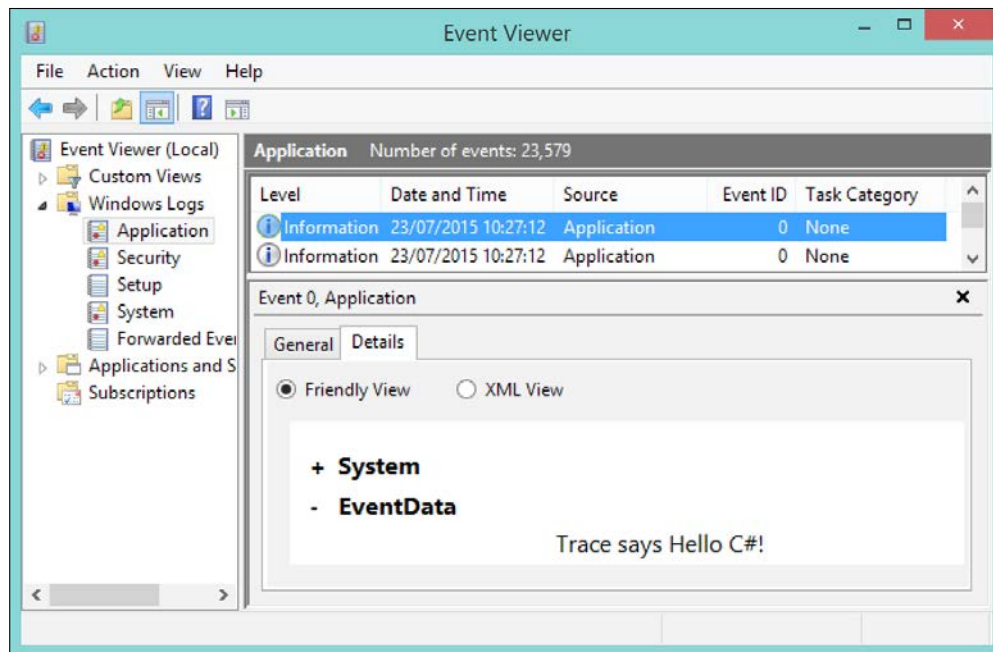 Event Viewer
File Action View Help
Event Viewer (Local)
Custom Views
Windows Logs
Application
Security
Setup
System
Forwarded Eve
Applications and S
Subscriptions
Application Number of events: 23,579
Level Date and Time Source Event ID Task Category
Information 23/07/2015 10:27:12 Application 0 None
Information 23/07/2015 10:27:12 Application 0 None
Event 0, Application
General Details
Friendly View XML View
+ System
- EventData
Trace says Hello C#!